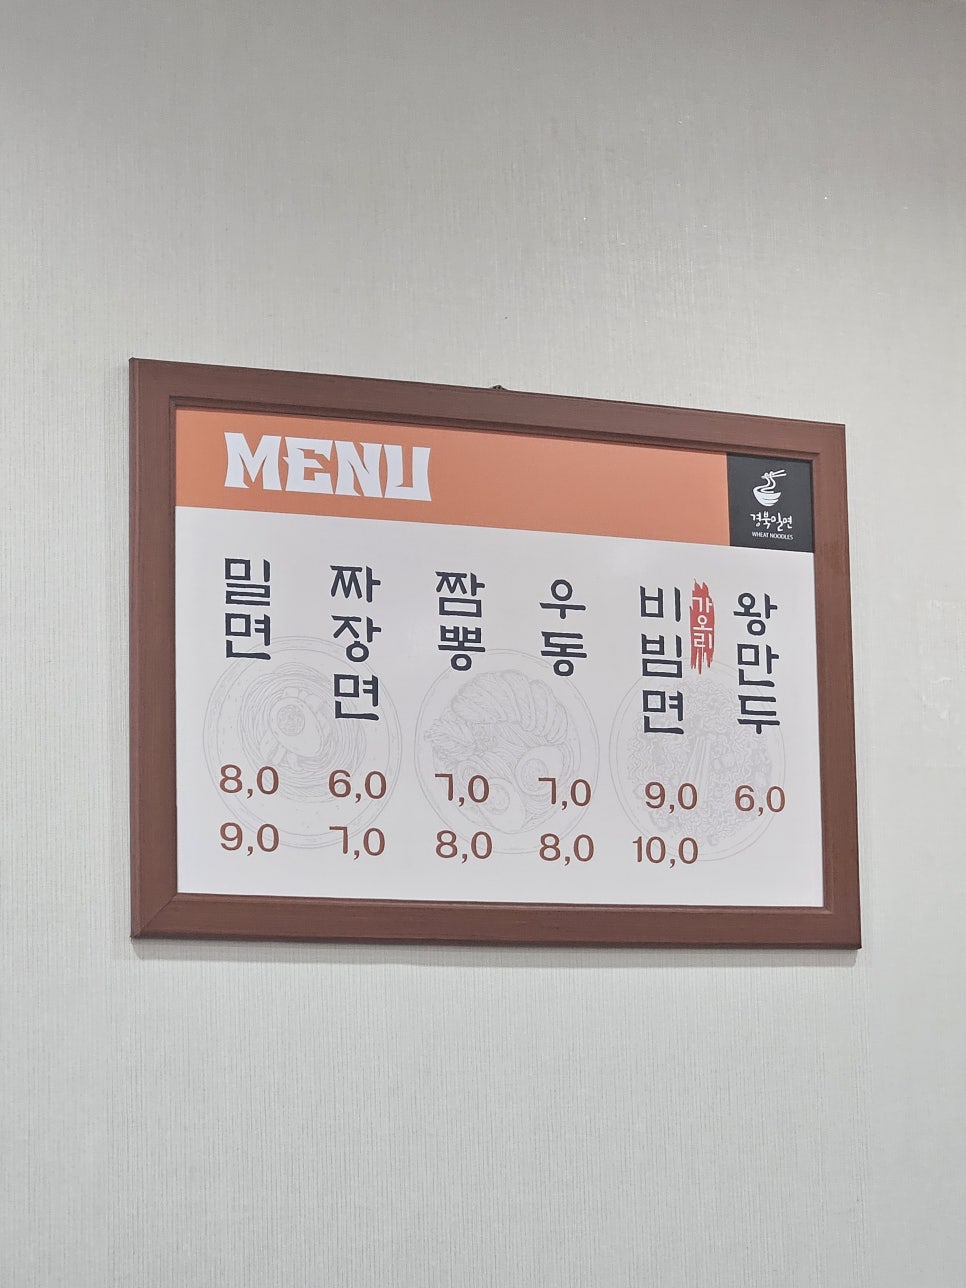 MENU
경북밀면
WHEAT NOODLES
밀면
짜장면
짬뽕
우동
비빔면
가오리
왕만두
8,0 6,0 7,0 7,0 9,0 6,0
9,0 7,0 8,0 8,0 10,0